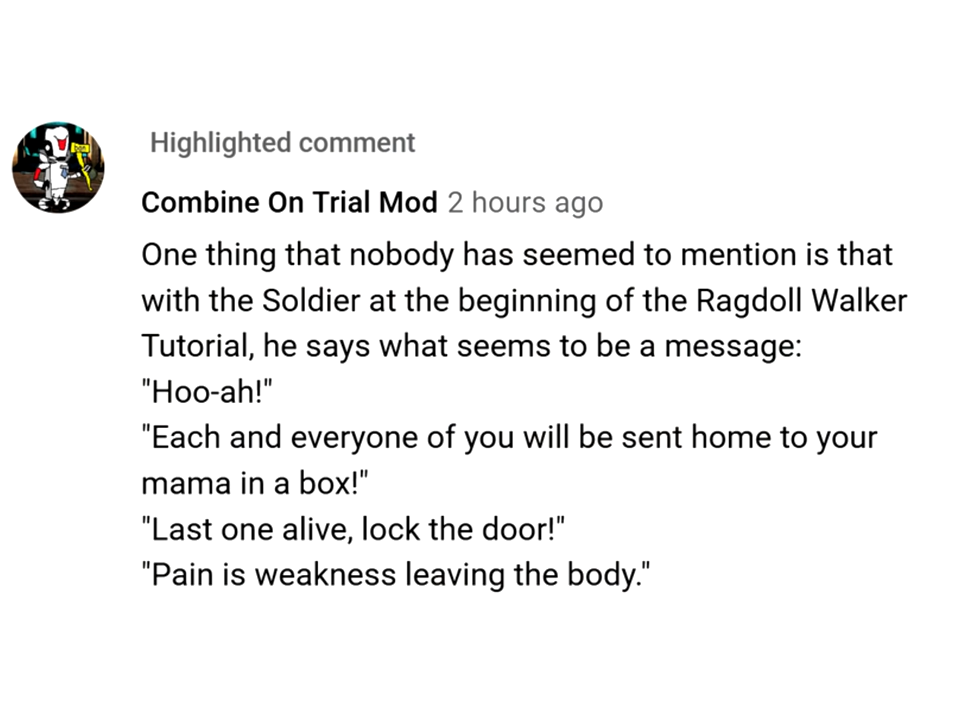 Highlighted comment
Combine On Trial Mod 2 hours ago
One thing that nobody has seemed to mention is that
with the Soldier at the beginning of the Ragdoll Walker
Tutorial, he says what seems to be a message:
"Hoo-ah!"
"Each and everyone of you will be sent home to your
mama in a box!"
"Last one alive, lock the door!"
"Pain is weakness leaving the body."